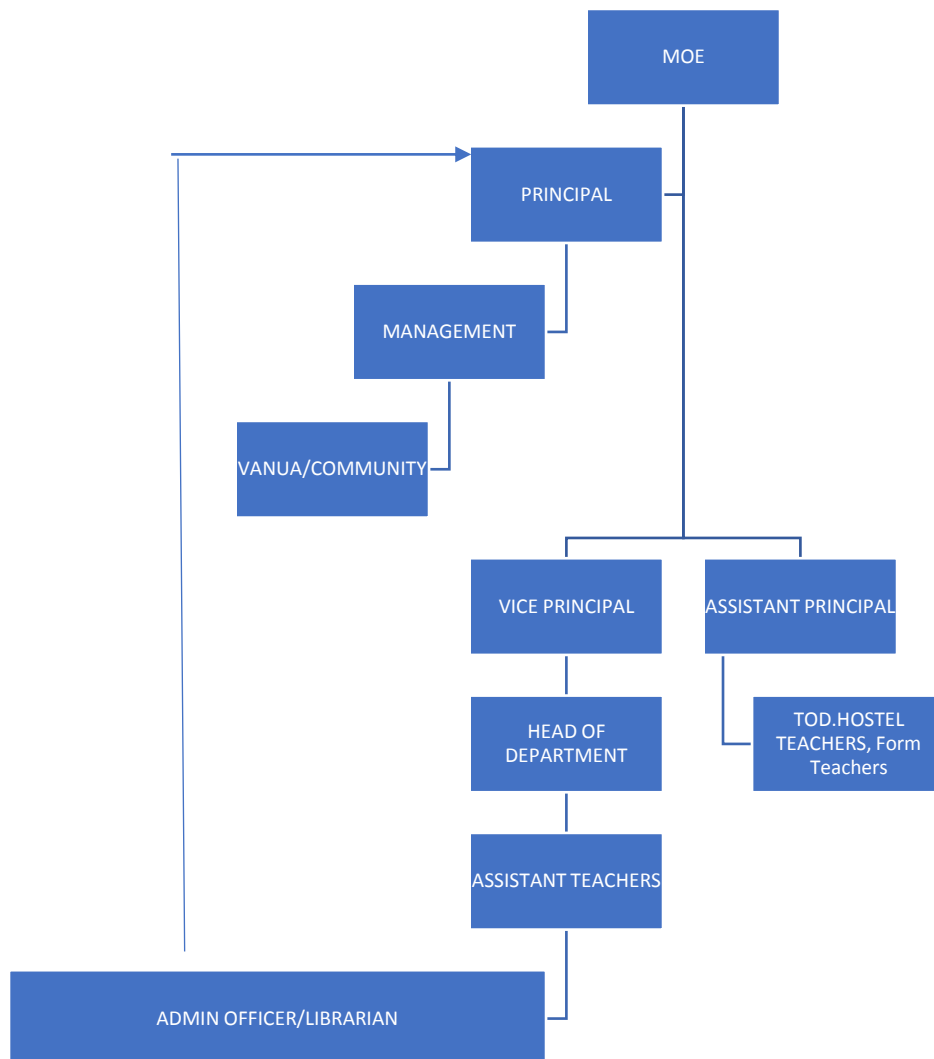 MOE
PRINCIPAL
MANAGEMENT
VANUA/COMMUNITY
VICE PRINCIPAL
ASSISTANT PRINCIPAL
HEAD OF
DEPARTMENT
TOD.HOSTEL
TEACHERS, Form
Teachers
ASSISTANT TEACHERS
ADMIN OFFICER/LIBRARIAN